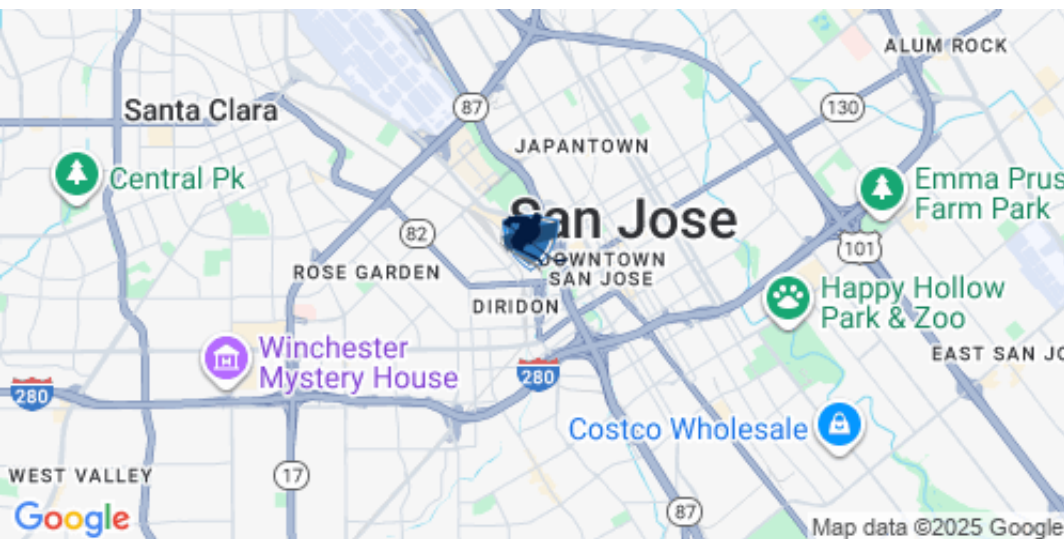 ALUM ROCK
Santa Clara
87
130
JAPANTOWN
Central Pk
Emma Prus
Farm Park
San Jose
82
101
DOWNTOWN
SAN JOSE
ROSE GARDEN
DIRIDON
Happy Hollow
Park & Zoo
Winchester
Mystery House
EAST SAN JO
280
280
Costco Wholesale
WEST VALLEY
17
87
Google
Map data ©2025 Google